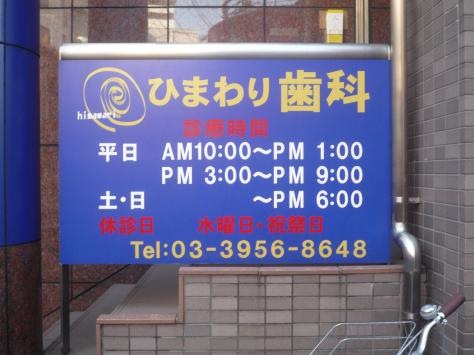 himawari
ひまわり歯科
診療時間
平日 AM10:00～PM 1:00
PM 3:00～PM 9:00
土・日 ～PM 6:00
休診日 水曜日・祝祭日
Tel:03-3956-8648